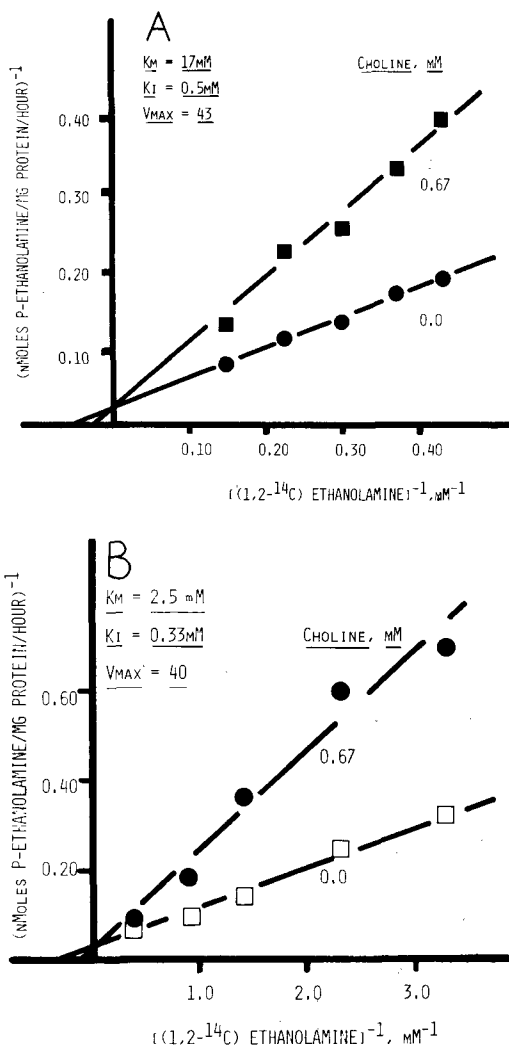 A
KM = 17MM
KI = 0.5MM
VMAX = 43
CHOLINE, MM
(NMOLES P-ETHANOLAMINE/MG PROTEIN/HOUR)-1
0.40
0.30
0.20
0.10
0.67
0.0
0.10 0.20 0.30 0.40
[(1,2-14C) ETHANOLAMINE]-1, MM-1
B
KM = 2.5 mM
KI = 0.33MM
VMAX = 40
CHOLINE, MM
(NMOLES P-ETHANOLAMINE/MG PROTEIN/HOUR)-1
0.60
0.40
0.20
0.67
0.0
1.0 2.0 3.0
[(1,2-14C) ETHANOLAMINE]-1, MM-1